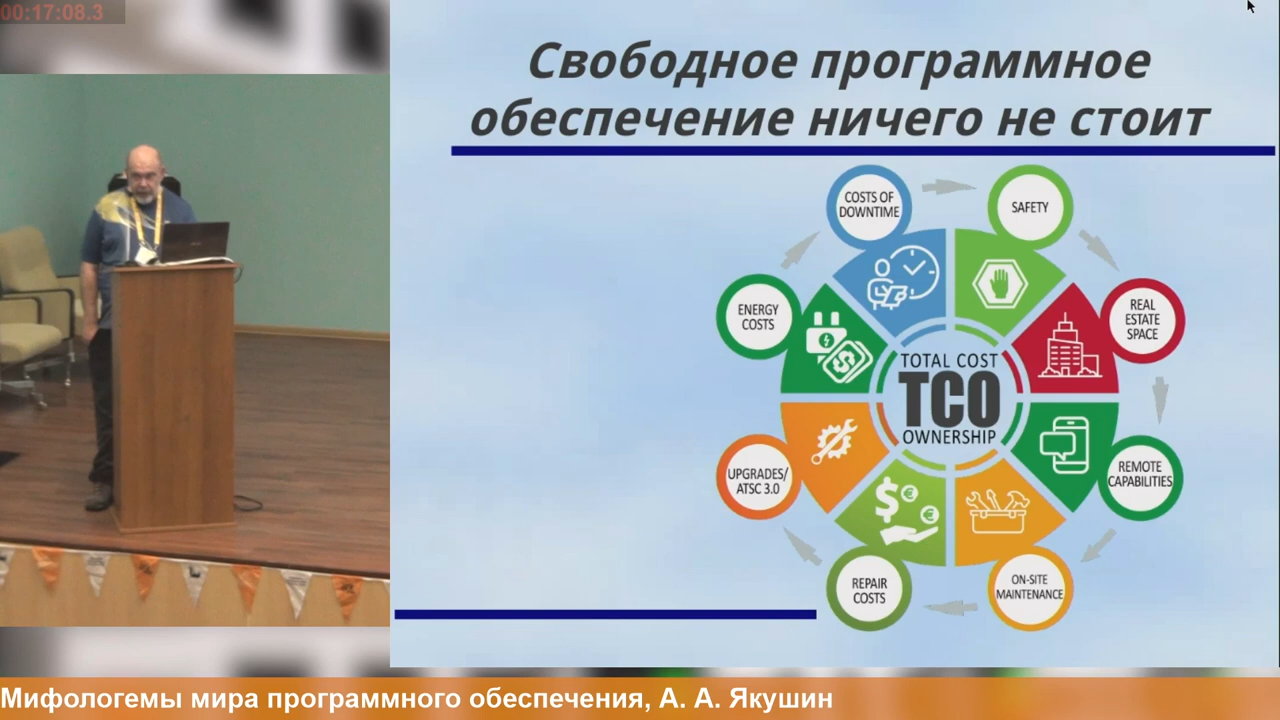 00:17:08.3
Свободное программное
обеспечение ничего не стоит
COSTS OF
DOWNTIME
SAFETY
ENERGY
COSTS
REAL
ESTATE
SPACE
TOTAL COST
TCO
OWNERSHIP
UPGRADES/
ATSC 3.0
REMOTE
CAPABILITIES
REPAIR
COSTS
ON-SITE
MAINTENANCE
Мифологемы мира программного обеспечения, А. А. Якушин